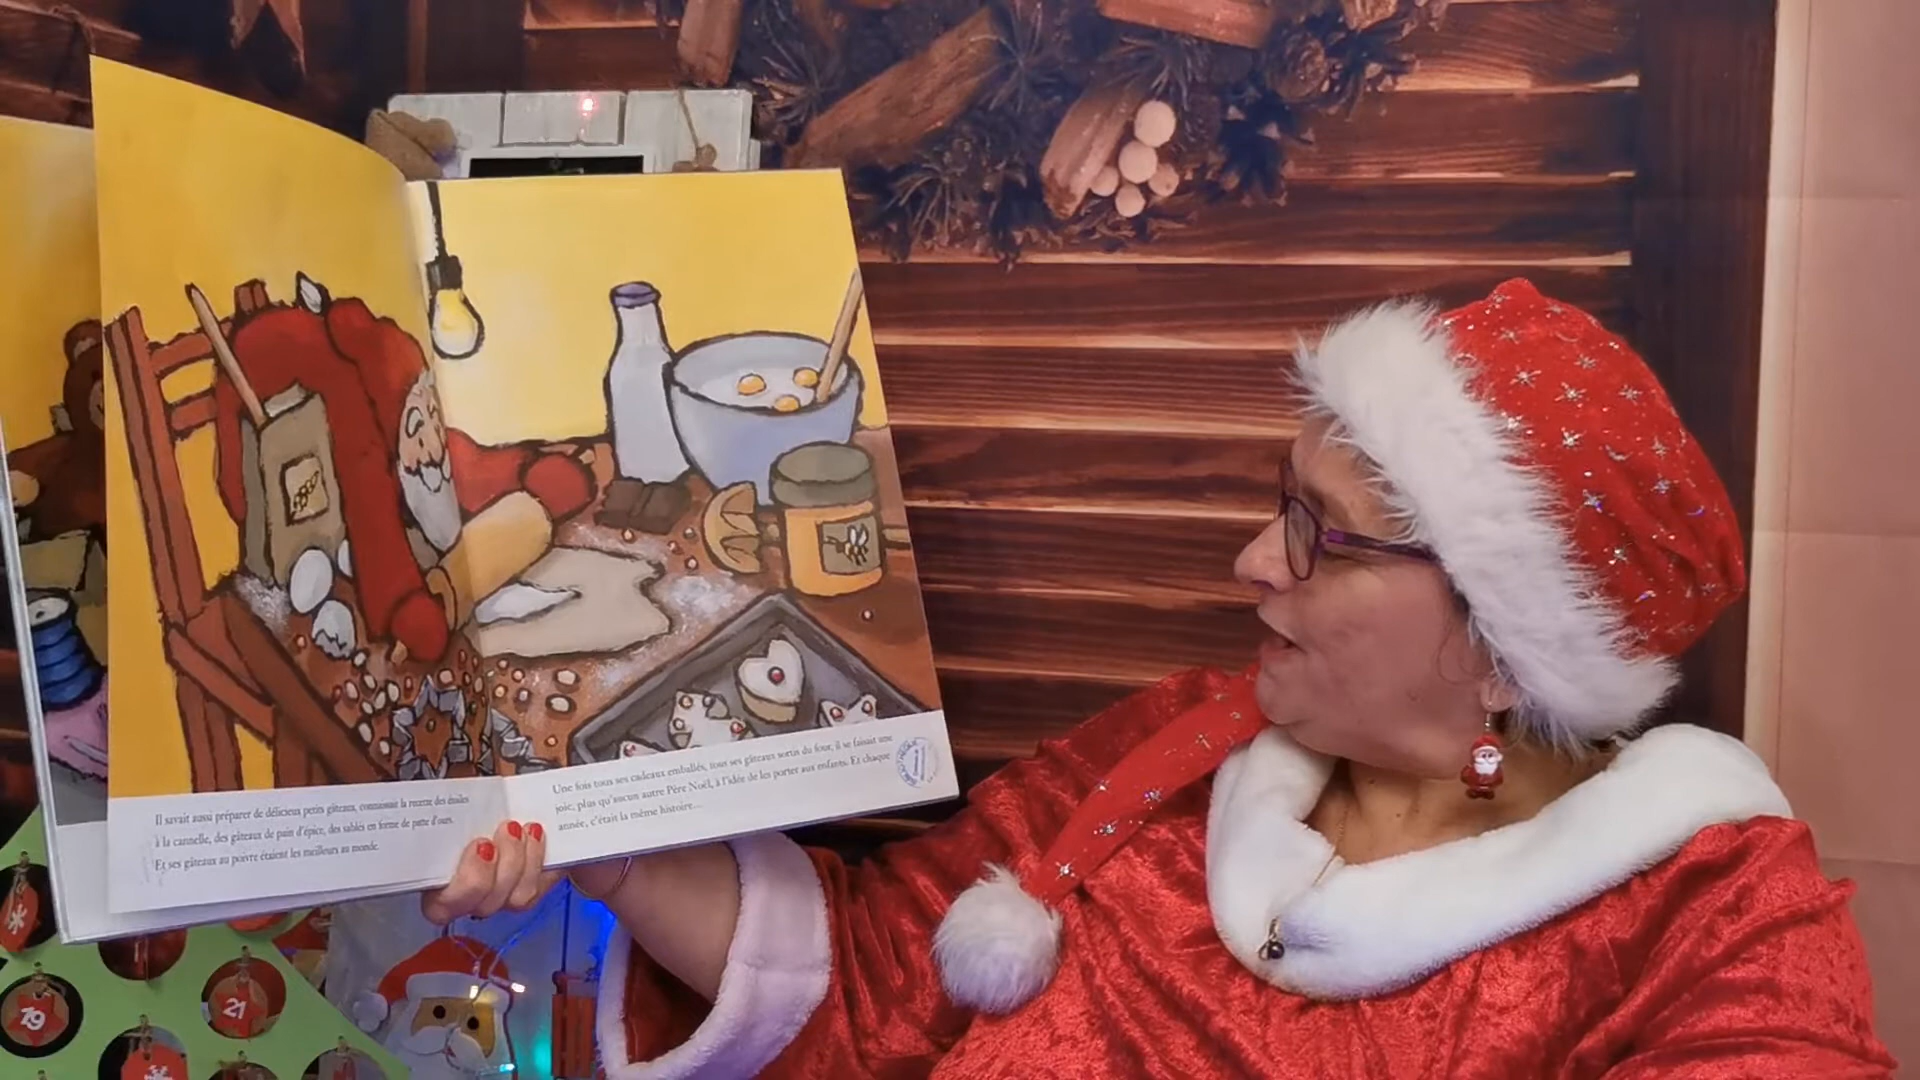 Il savait aussi préparer de délicieux petits gâteaux, connaissait la recette des étoiles
à la cannelle, des gâteaux de pain d'épice, des sablés en forme de patte d'ours.
Et ses gâteaux au poivre étaient les meilleurs au monde.
Une fois tous ses cadeaux emballés, tous ses gâteaux sortis du four, il se faisait une
joie, plus qu'aucun autre Père Noël, à l'idée de les porter aux enfants. Et chaque
année, c'était la même histoire...
19
21